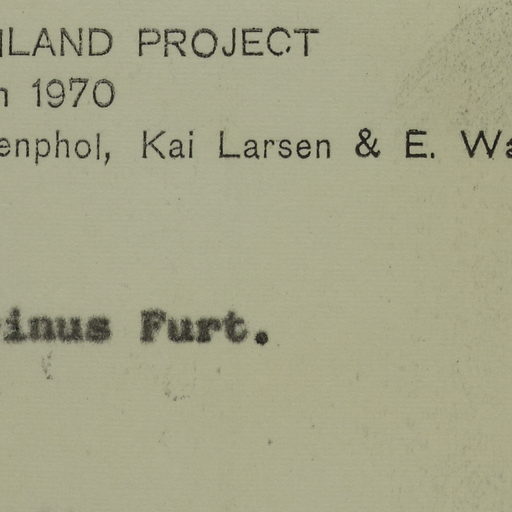 ILAND PROJECT
n 1970
enphol, Kai Larsen & E. Wa
inus Furt.